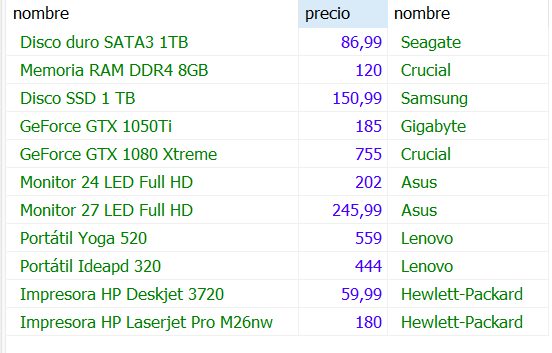 nombre precio nombre
Disco duro SATA3 1TB 86,99 Seagate
Memoria RAM DDR4 8GB 120 Crucial
Disco SSD 1 TB 150,99 Samsung
GeForce GTX 1050Ti 185 Gigabyte
GeForce GTX 1080 Xtreme 755 Crucial
Monitor 24 LED Full HD 202 Asus
Monitor 27 LED Full HD 245,99 Asus
Portátil Yoga 520 559 Lenovo
Portátil Ideapd 320 444 Lenovo
Impresora HP Deskjet 3720 59,99 Hewlett-Packard
Impresora HP Laserjet Pro M26nw 180 Hewlett-Packard